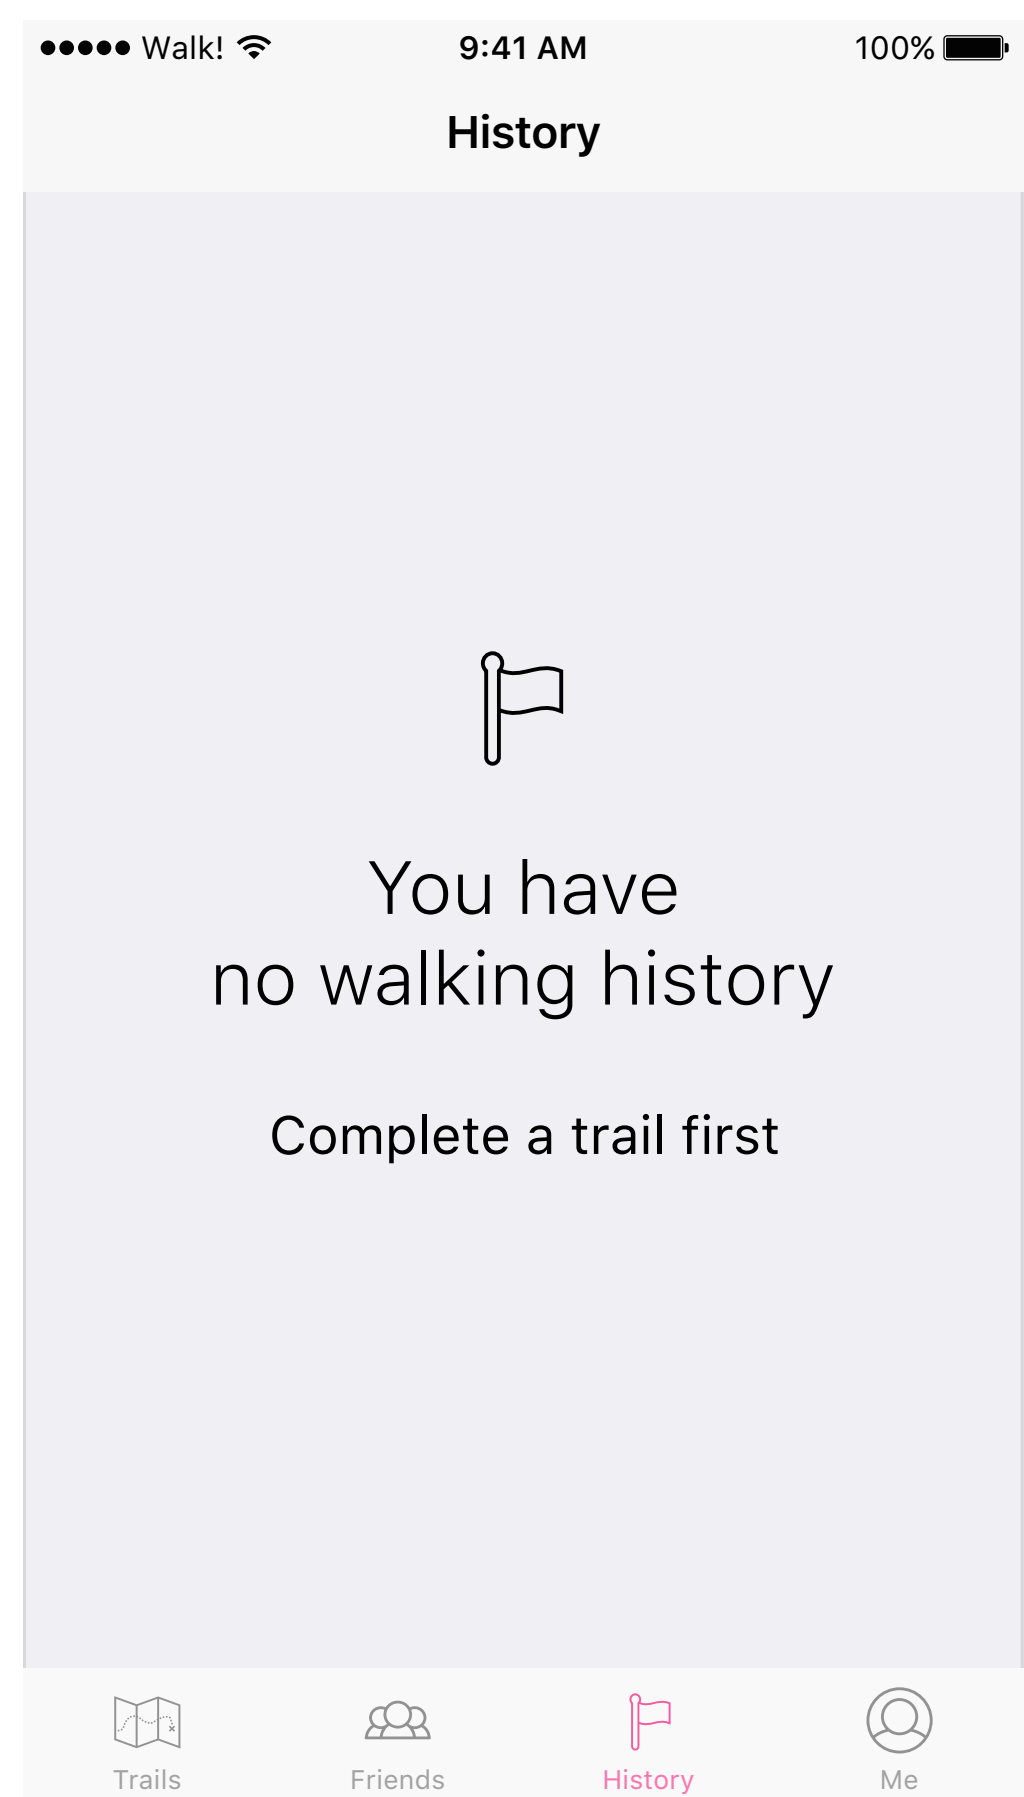 Walk! 9:41 AM 100%
History
You have
no walking history
Complete a trail first
Trails Friends History Me